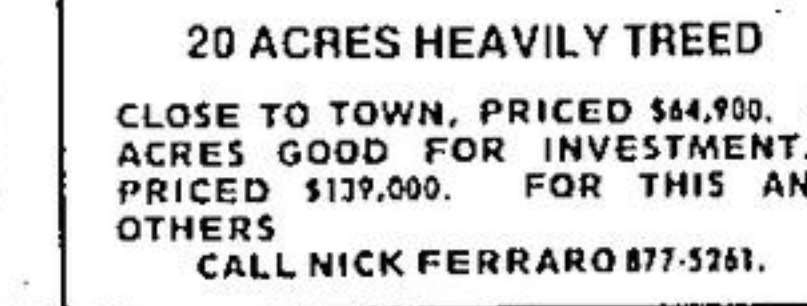 20 ACRES HEAVILY TREED
CLOSE TO TOWN, PRICED $64,900.
ACRES GOOD FOR INVESTMENT.
PRICED $139,000. FOR THIS AN
OTHERS
CALL NICK FERRARO 877-5261.